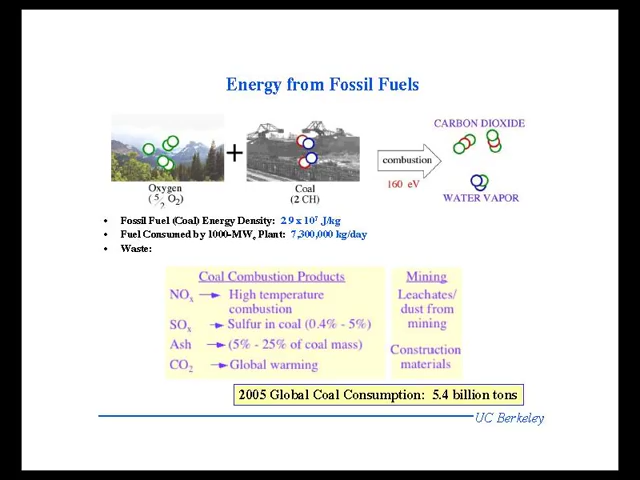 Energy from Fossil Fuels
CARBON DIOXIDE
+
combustion
160 eV
WATER VAPOR
Oxygen
(5/2 O2)
Coal
(2 CH)
• Fossil Fuel (Coal) Energy Density: 2.9 x 10⁷ J/kg
• Fuel Consumed by 1000-MWe Plant: 7,300,000 kg/day
• Waste:
Coal Combustion Products
NOx → High temperature
combustion
SOx → Sulfur in coal (0.4% - 5%)
Ash → (5% - 25% of coal mass)
CO2 → Global warming
Mining
Leachates/
dust from
mining
Construction
materials
2005 Global Coal Consumption: 5.4 billion tons
UC Berkeley